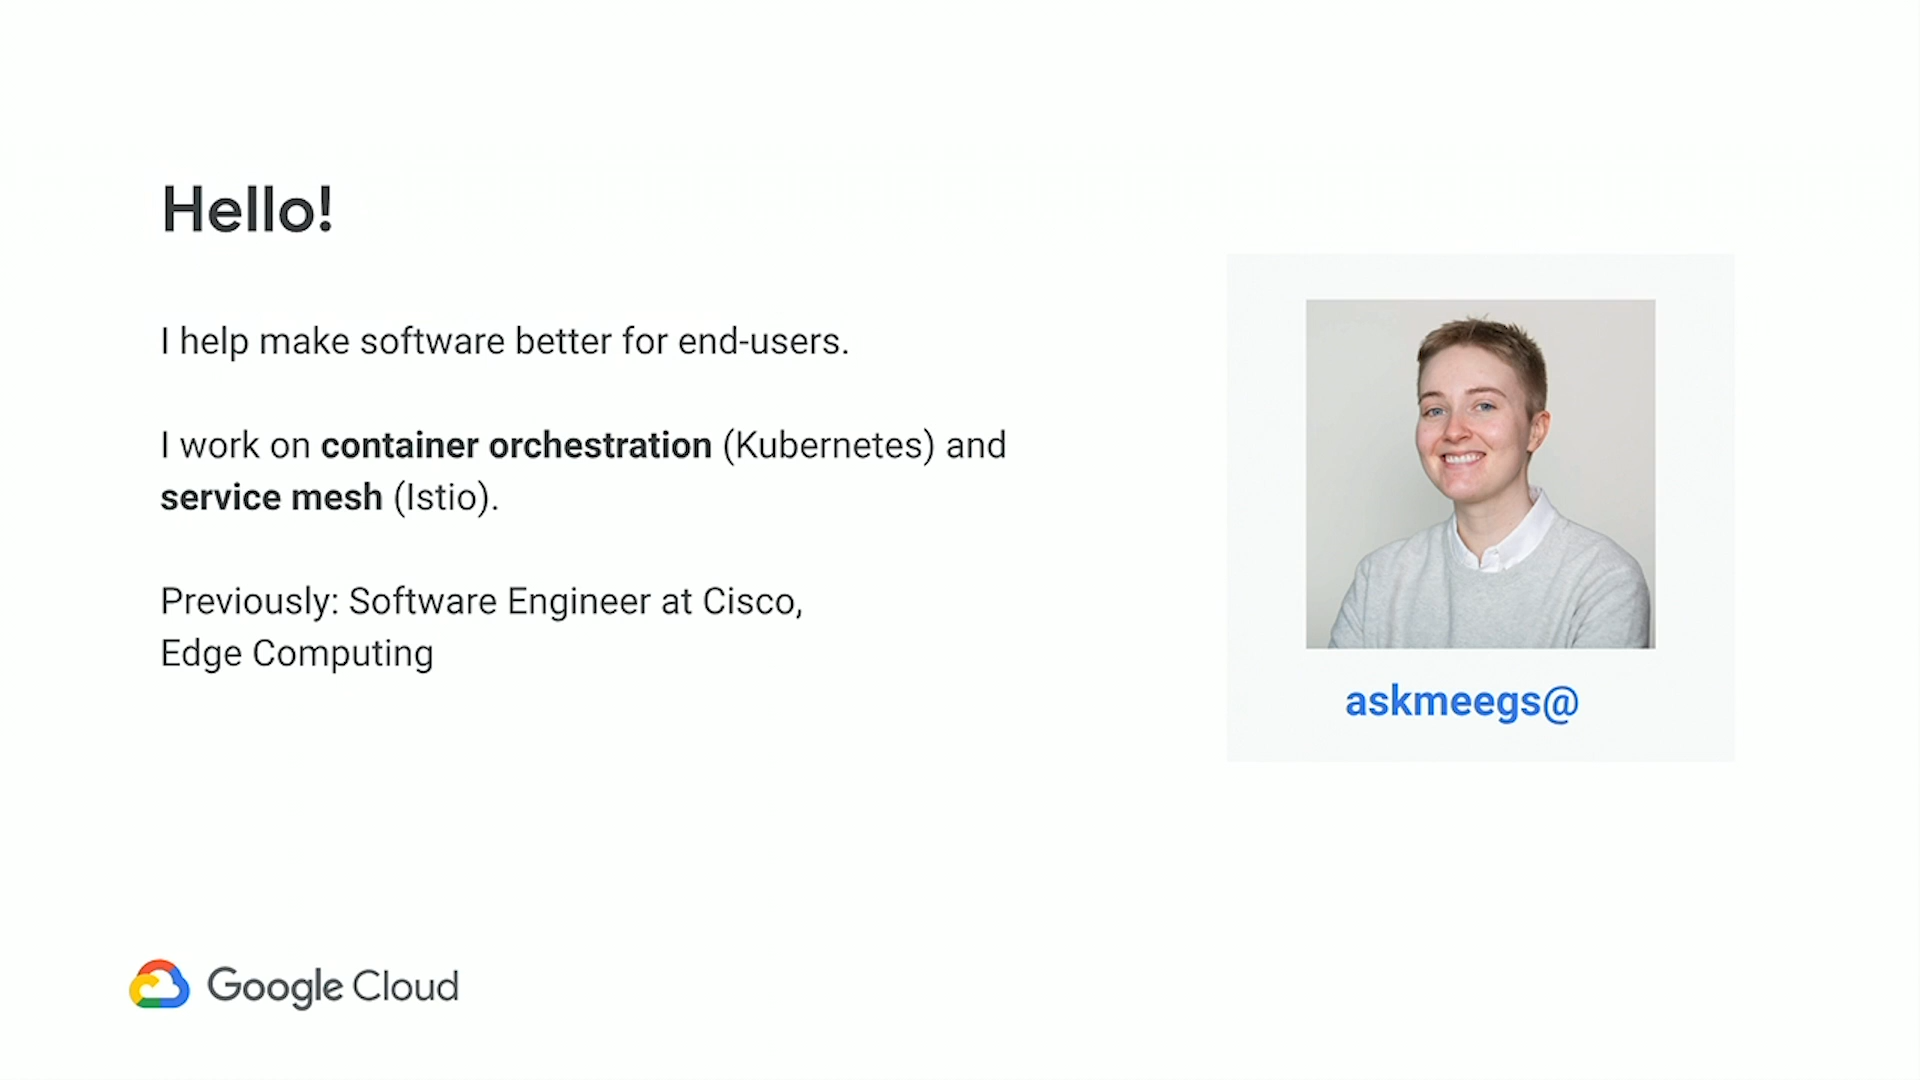 Hello!
I help make software better for end-users.
I work on container orchestration (Kubernetes) and
service mesh (Istio).
Previously: Software Engineer at Cisco,
Edge Computing
askmeegs@
Google Cloud